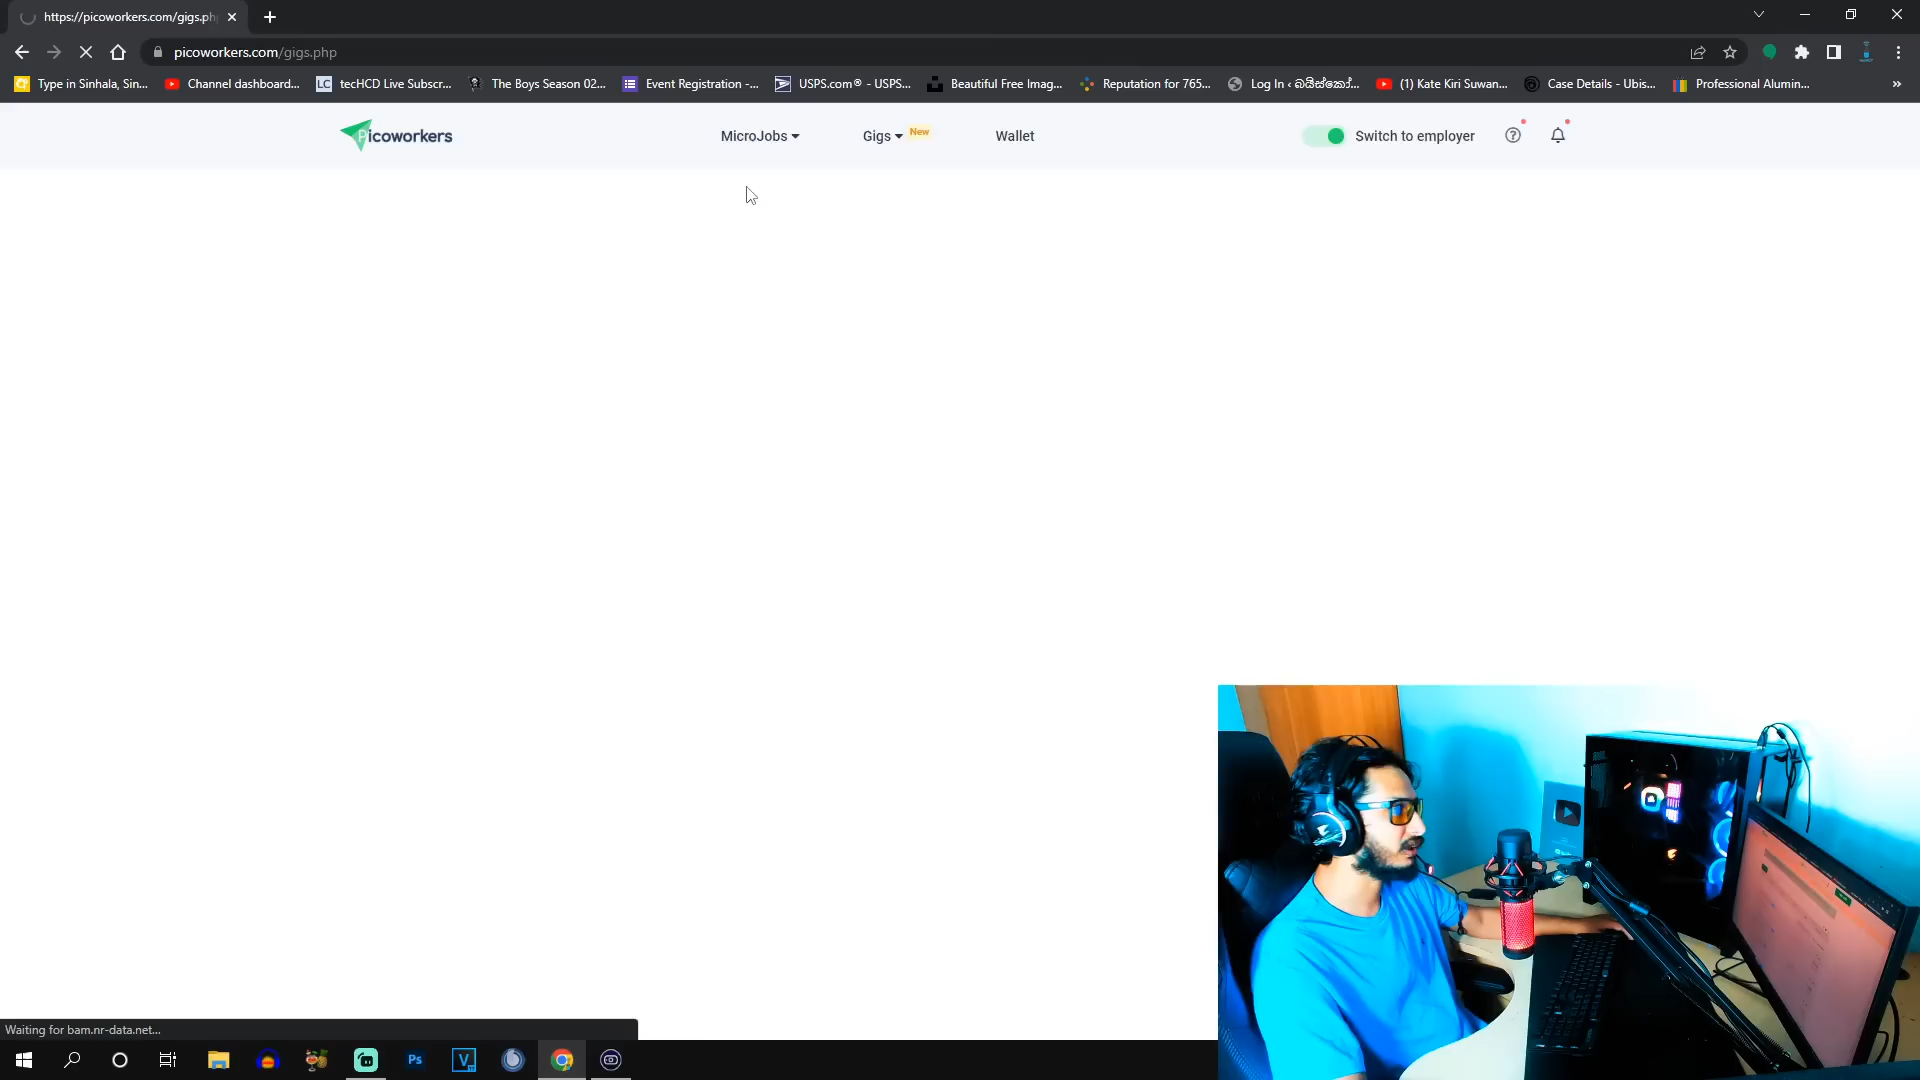 https://picoworkers.com/gigs.ph
picoworkers.com/gigs.php
Type in Sinhala, Sin...
Channel dashboard...
LC tecHCD Live Subscr...
The Boys Season 02...
Event Registration -...
USPS.com® - USPS...
Beautiful Free Imag...
Reputation for 765...
Log In ‹ බයිස්කෝ...
(1) Kate Kiri Suwan...
Case Details - Ubis...
Professional Alumin...
»
Picoworkers
MicroJobs
Gigs New
Wallet
Switch to employer
Waiting for bam.nr-data.net...
Ps
V